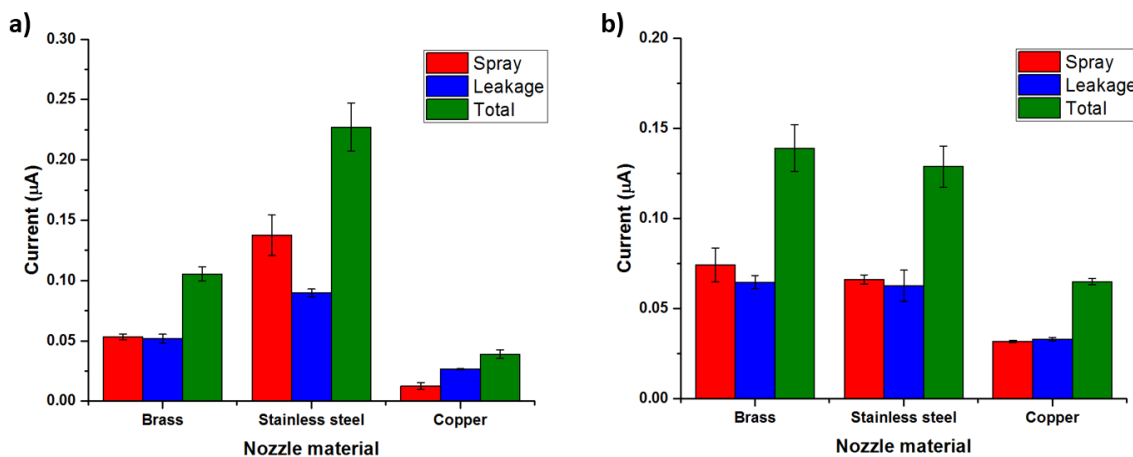 a)
0.30
0.25
0.20
0.15
0.10
0.05
0.00
Current (μA)
Spray
Leakage
Total
Brass
Stainless steel
Copper
Nozzle material
b)
0.20
0.15
0.10
0.05
0.00
Current (μA)
Spray
Leakage
Total
Brass
Stainless steel
Copper
Nozzle material